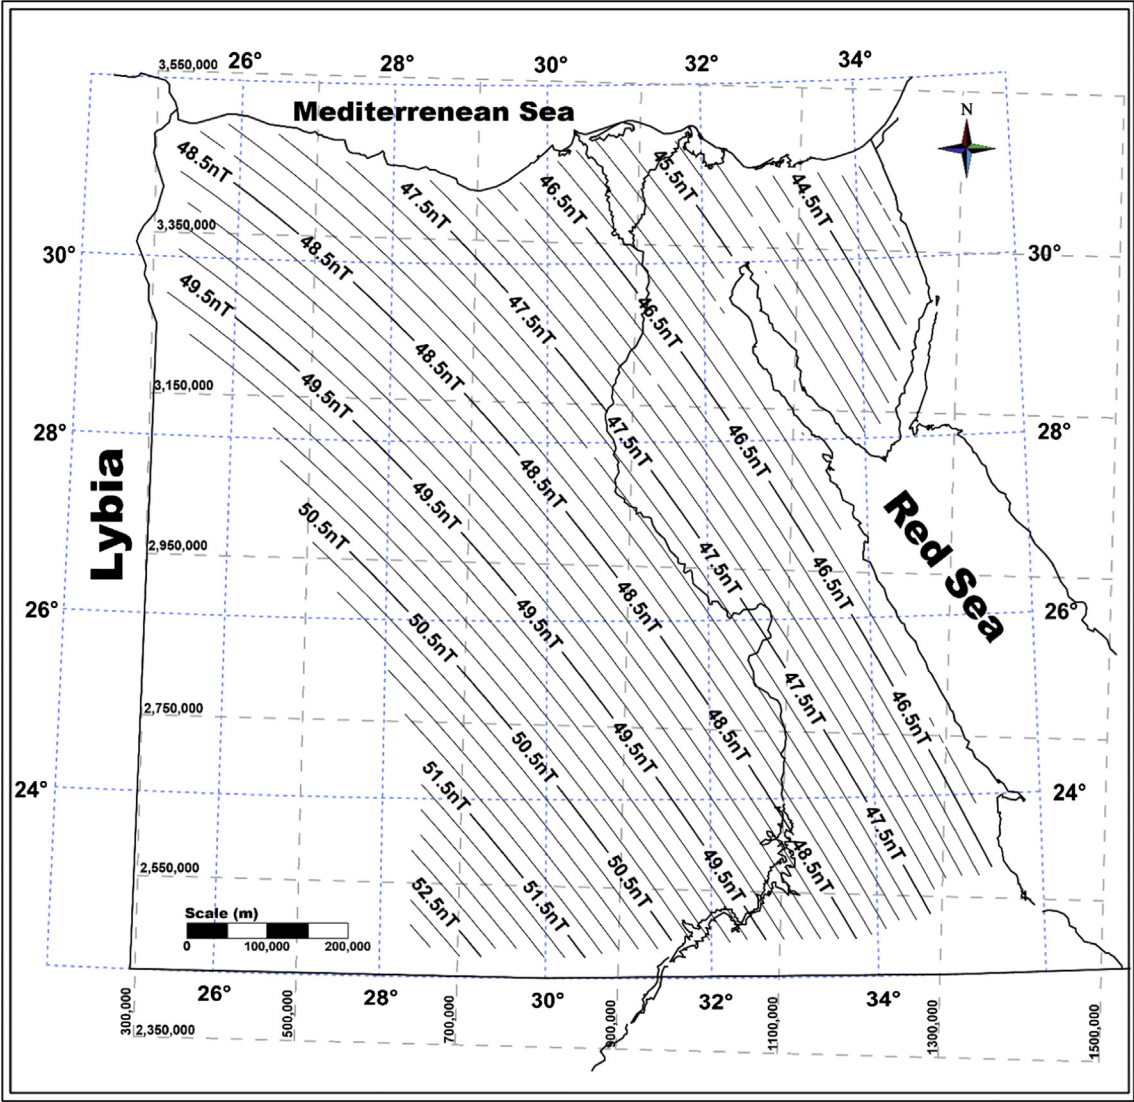 26° 28° 30° 32° 34°
3,550,000
Mediterrenean Sea
N
48.5nT 47.5nT 46.5nT 45.5nT 44.5nT
3,350,000
30° 48.5nT 30°
49.5nT 47.5nT 46.5nT
48.5nT
3,150,000 49.5nT
28° 47.5nT 46.5nT 28°
Lybia
48.5nT
49.5nT
50.5nT
Red Sea
2,950,000
47.5nT 46.5nT
26° 49.5nT 48.5nT 26°
50.5nT
47.5nT
2,750,000
46.5nT
50.5nT 49.5nT 48.5nT
24° 51.5nT 24°
47.5nT
2,550,000
50.5nT 49.5nT 48.5nT
52.5nT 51.5nT
Scale (m)
0 100,000 200,000
26° 28° 30° 32° 34°
300,000 500,000 700,000 900,000 1100,000 1300,000 1500,000
2,350,000